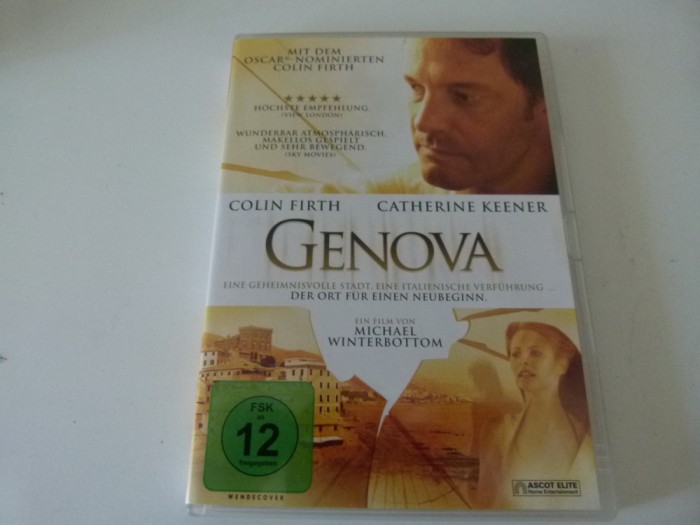 MIT DEM
OSCAR®-NOMINIERTEN
COLIN FIRTH
★★★★★
HÖCHSTE EMPFEHLUNG.
(VIEW LONDON)
WUNDERBAR ATMOSPHÄRISCH,
MAKELLOS GESPIELT
UND SEHR BEWEGEND.
(SKY MOVIES)
COLIN FIRTH CATHERINE KEENER
GENOVA
EINE GEHEIMNISVOLLE STADT. EINE ITALIENISCHE VERFÜHRUNG ...
DER ORT FÜR EINEN NEUBEGINN.
EIN FILM VON
MICHAEL
WINTERBOTTOM
FSK
ab
12
freigegeben
WENDECOVER
ASCOT ELITE
Home Entertainment